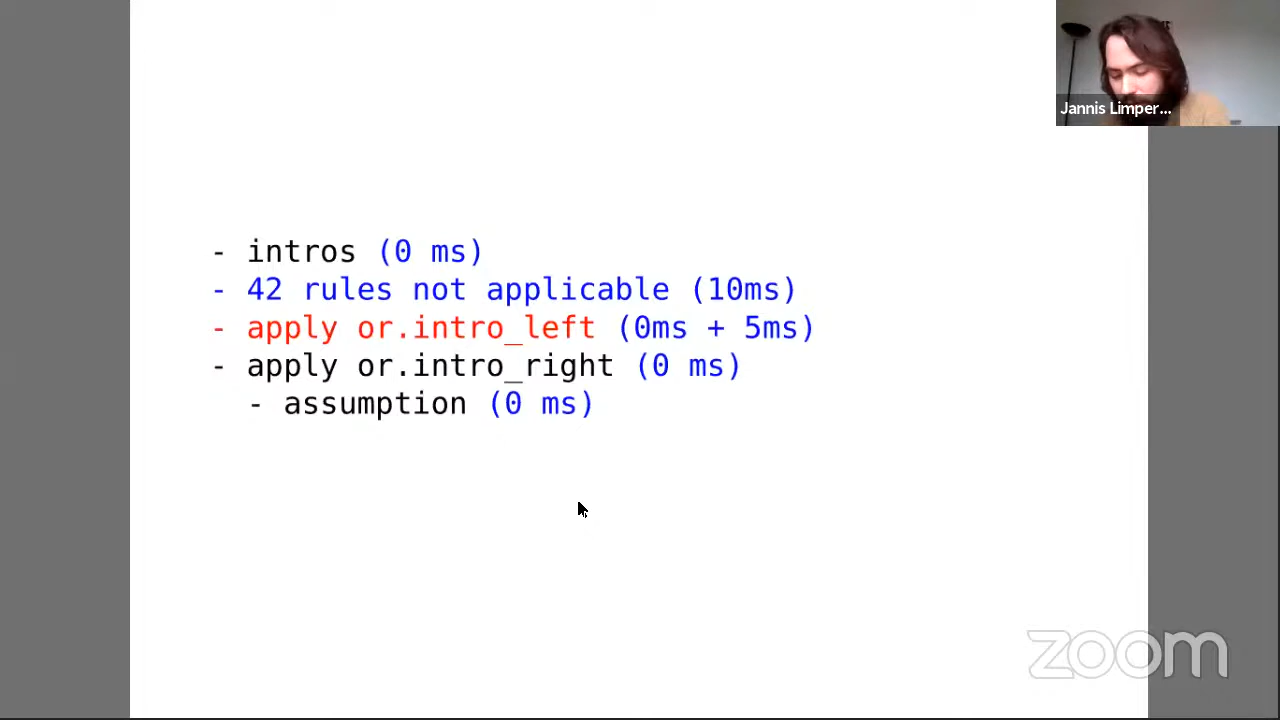 Jannis Limper...
- intros (0 ms)
- 42 rules not applicable (10ms)
- apply or.intro_left (0ms + 5ms)
- apply or.intro_right (0 ms)
- assumption (0 ms)
zoom